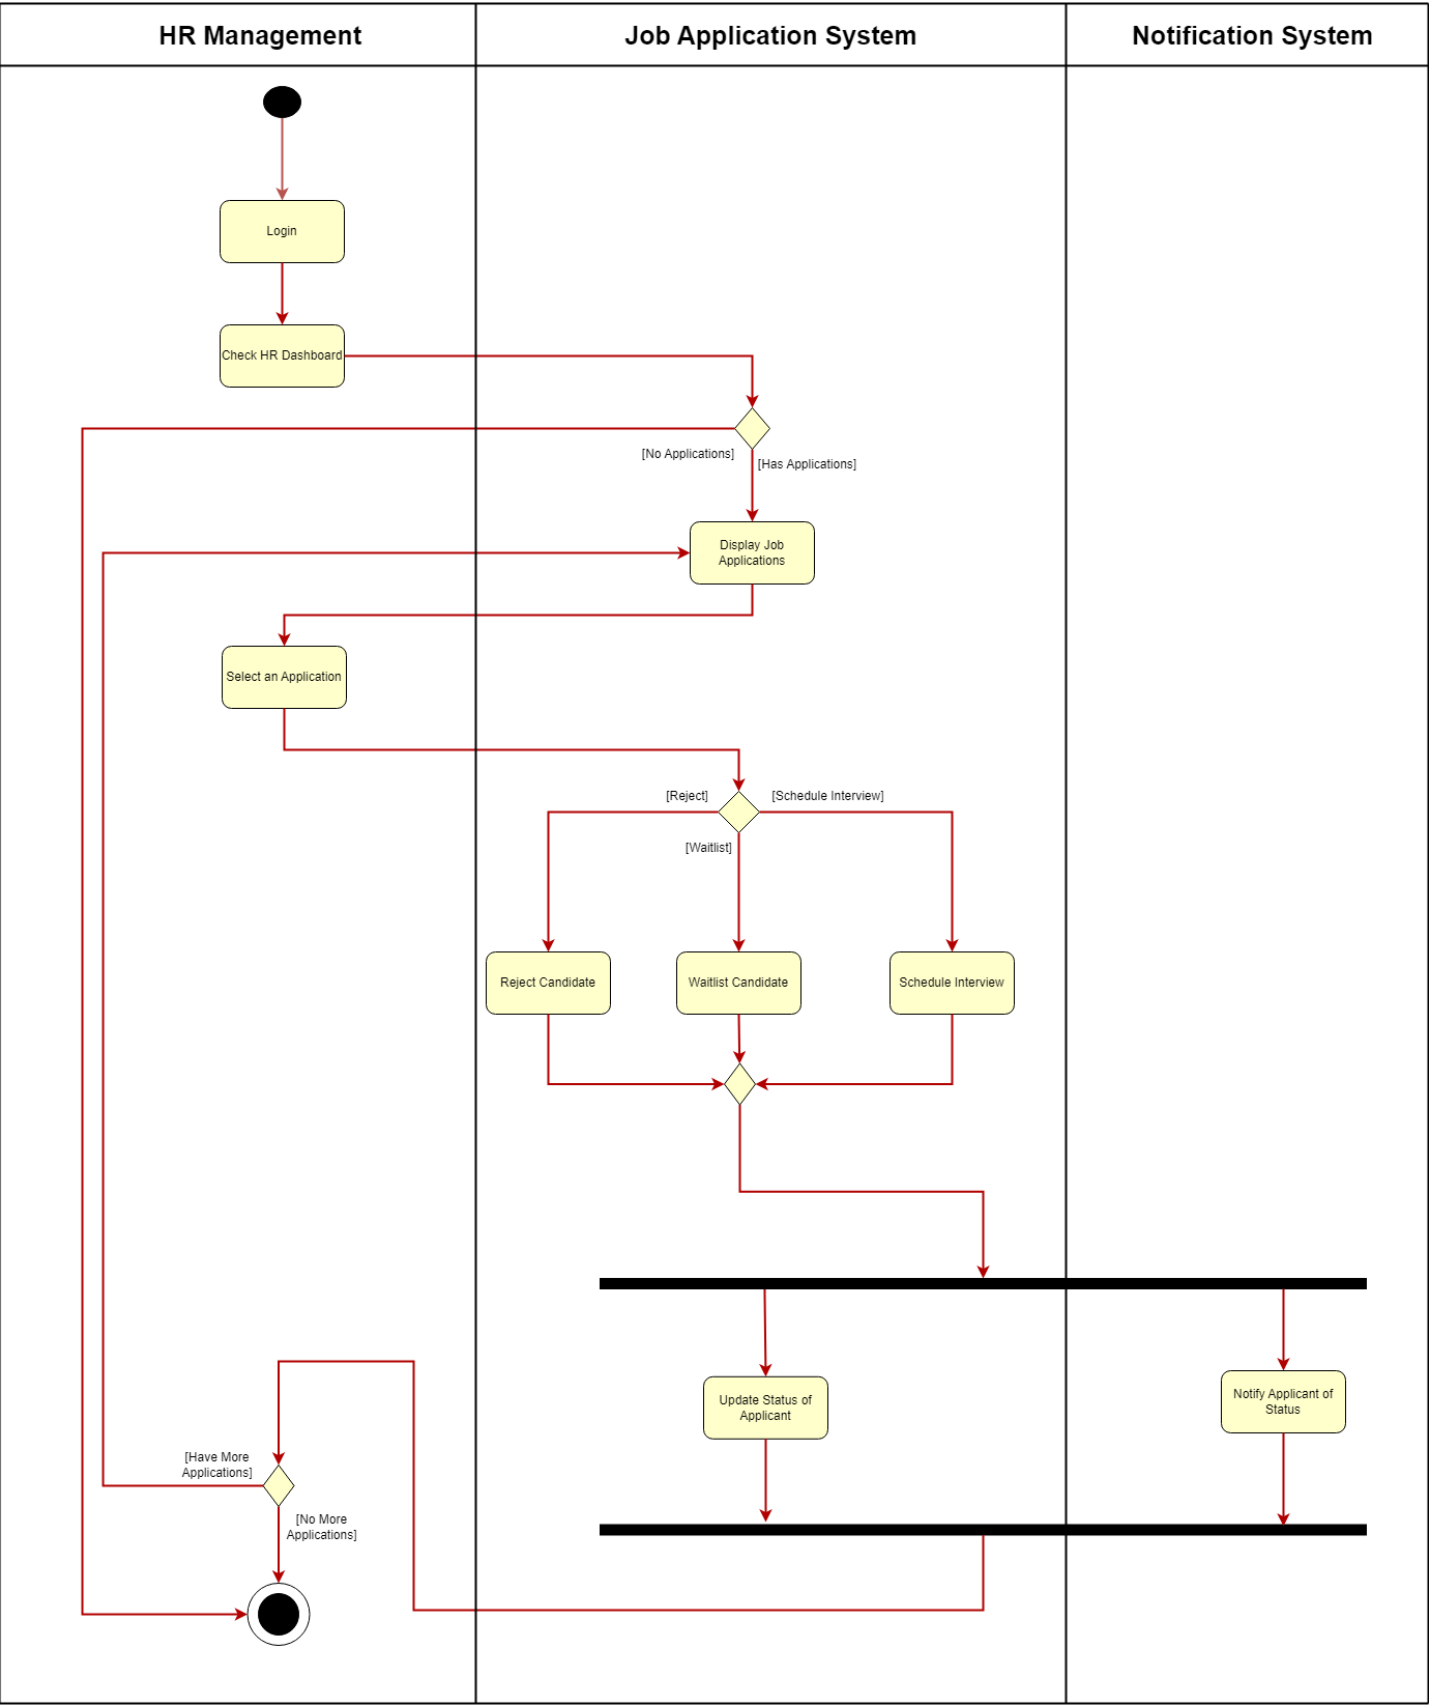 HR Management
Job Application System
Notification System
Login
Check HR Dashboard
[No Applications]
[Has Applications]
Display Job
Applications
Select an Application
[Reject]
[Schedule Interview]
[Waitlist]
Reject Candidate
Waitlist Candidate
Schedule Interview
Update Status of
Applicant
Notify Applicant of
Status
[Have More
Applications]
[No More
Applications]